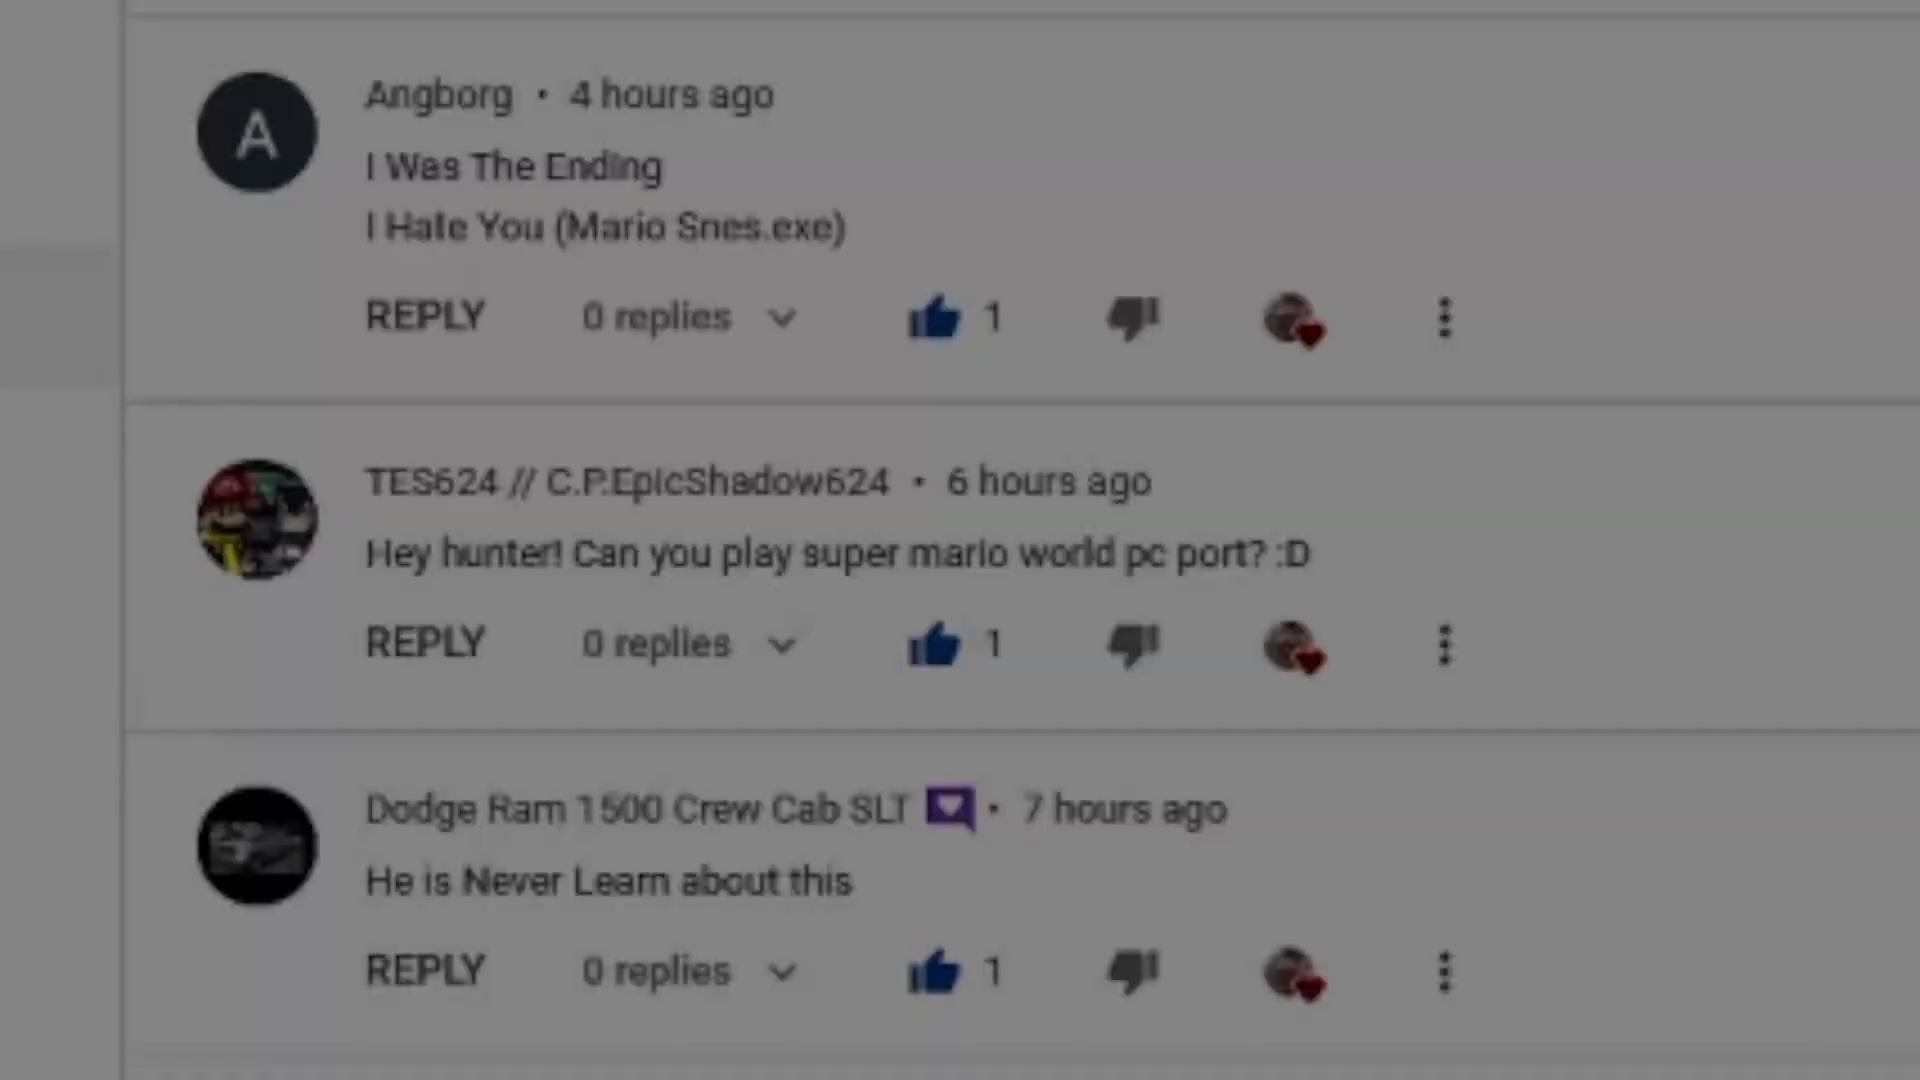 A
Angborg • 4 hours ago
I Was The Ending
I Hate You (Mario Snes.exe)
REPLY 0 replies 1
TES624 // C.P.EpicShadow624 • 6 hours ago
Hey hunter! Can you play super mario world pc port? :D
REPLY 0 replies 1
Dodge Ram 1500 Crew Cab SLT • 7 hours ago
He is Never Learn about this
REPLY 0 replies 1